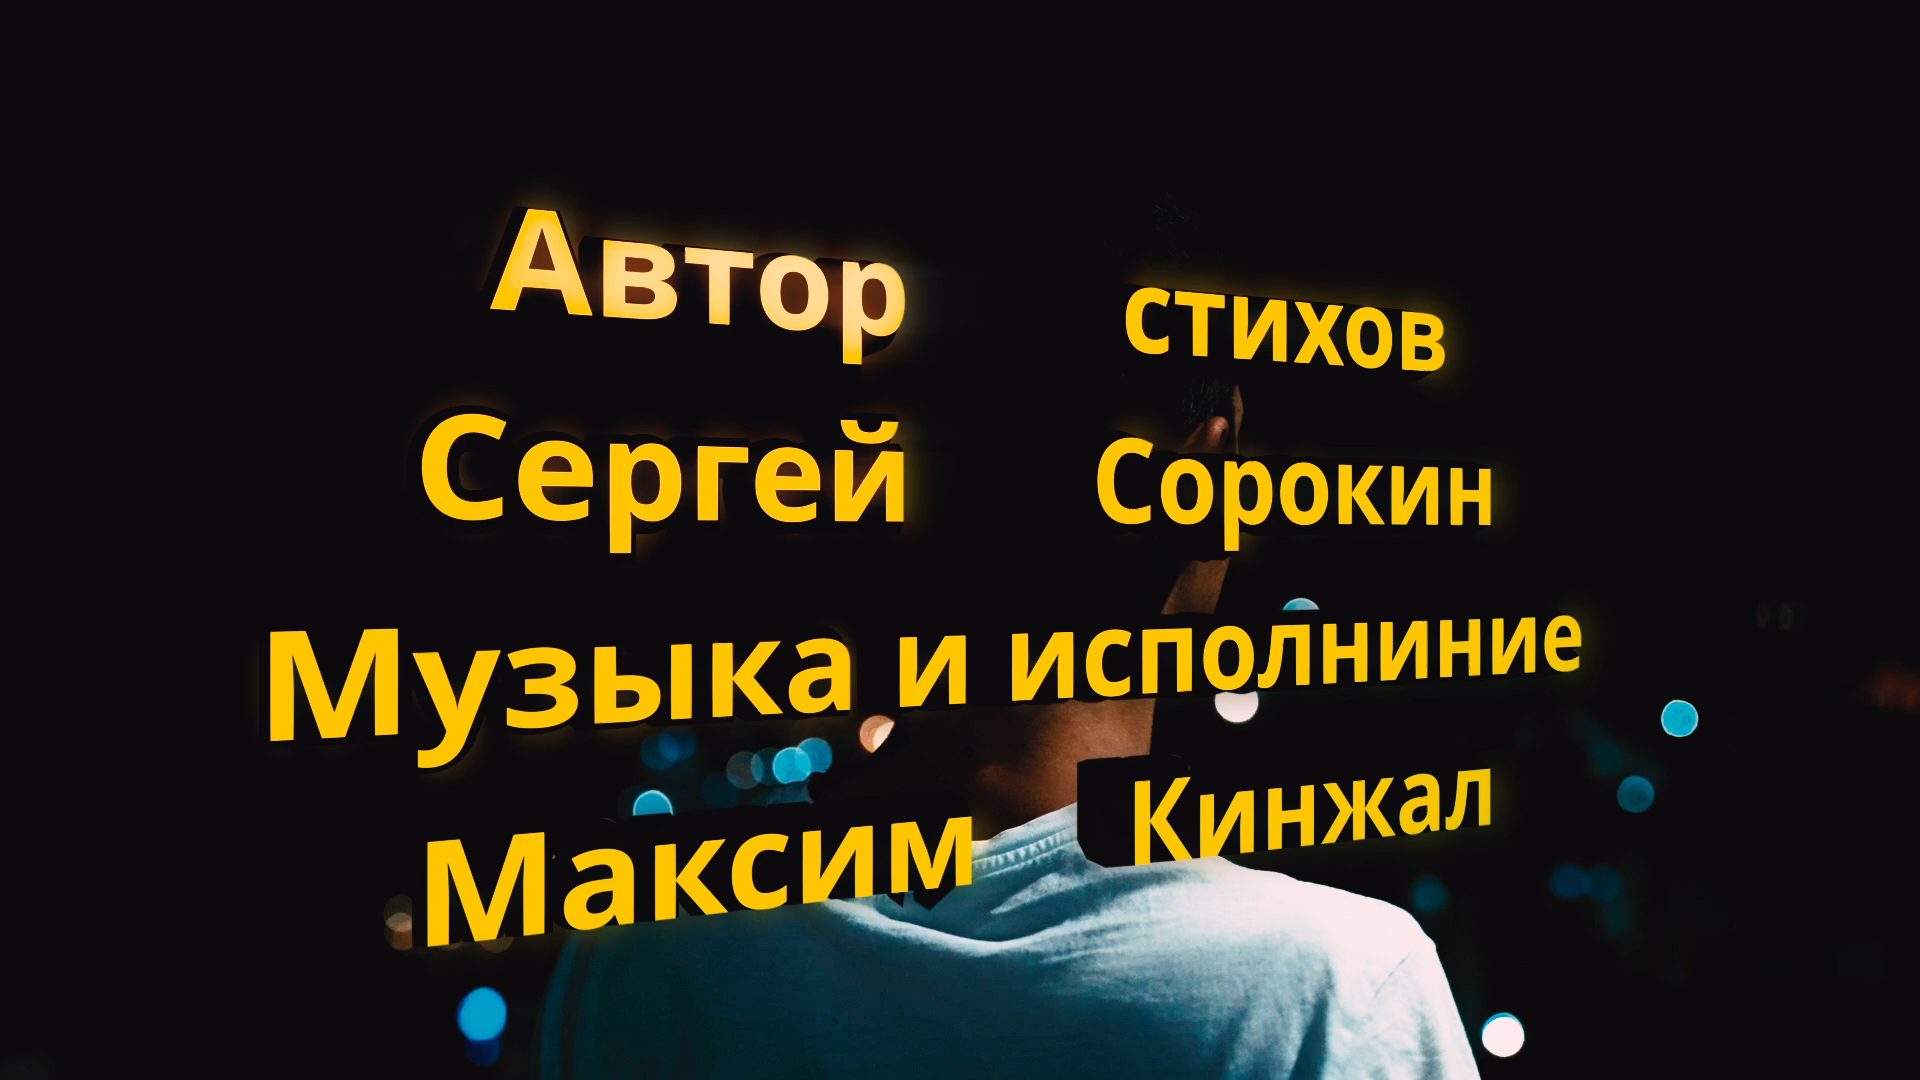 Автор стихов
Сергей Сорокин
Музыка и исполниние
Максим Кинжал